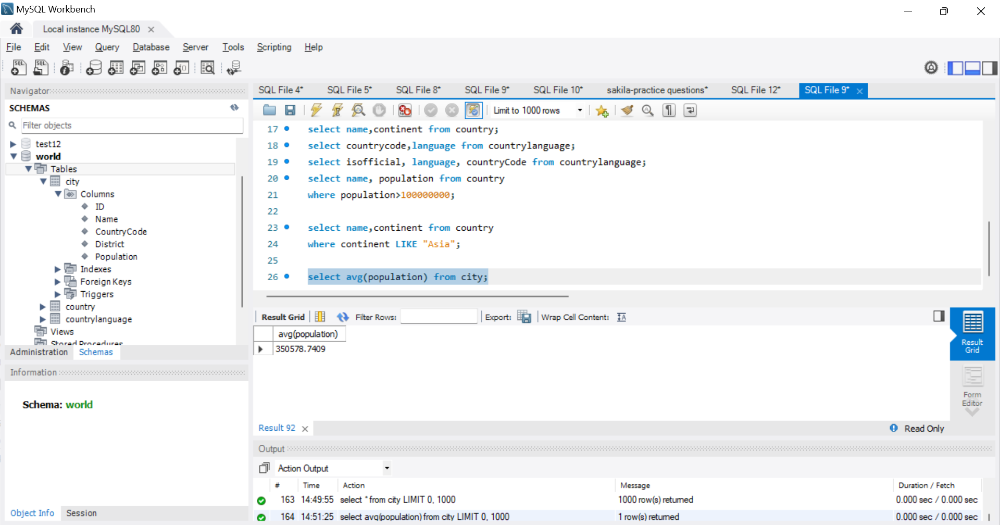 MySQL Workbench
Local instance MySQL80
File Edit View Query Database Server Tools Scripting Help
Navigator
SCHEMAS
Filter objects
test12
world
Tables
city
Columns
ID
Name
CountryCode
District
Population
Indexes
Foreign Keys
Triggers
country
countrylanguage
Views
Stored Procedures
Administration Schemas
Information
Schema: world
Object Info Session
SQL File 4* SQL File 5* SQL File 8* SQL File 9* SQL File 10* sakila-practice questions* SQL File 12* SQL File 9*
Limit to 1000 rows
17 select name,continent from country;
18 select countrycode,language from countrylanguage;
19 select isofficial, language, countryCode from countrylanguage;
20 select name, population from country
21 where population>100000000;
22
23 select name,continent from country
24 where continent LIKE "Asia";
25
26 select avg(population) from city;
Result Grid Filter Rows: Export: Wrap Cell Content:
avg(population)
350578.7409
Result Grid
Form Editor
Result 92
Read Only
Output
Action Output
# Time Action Message Duration / Fetch
163 14:49:55 select * from city LIMIT 0, 1000 1000 row(s) returned 0.000 sec / 0.000 sec
164 14:51:25 select avg(population) from city LIMIT 0, 1000 1 row(s) returned 0.000 sec / 0.000 sec